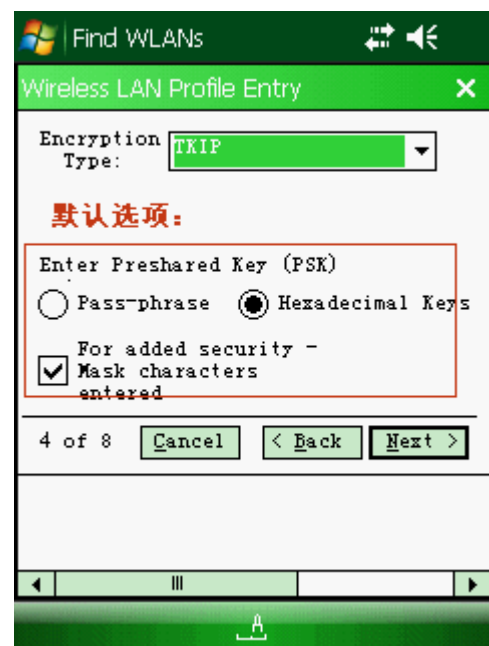 Find WLANs
Wireless LAN Profile Entry
Encryption
Type:
TKIP
默认选项:
Enter Preshared Key (PSK)
Pass-phrase Hexadecimal Keys
For added security -
Mask characters
entered
4 of 8 Cancel < Back Next >
A